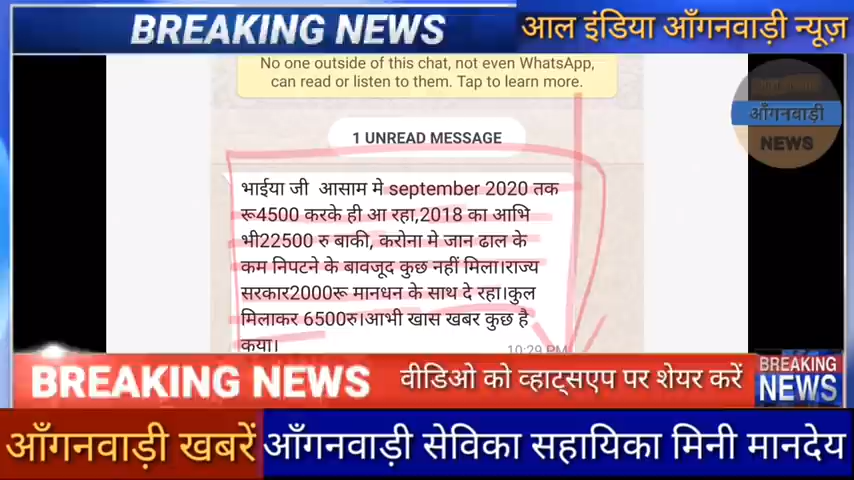 BREAKING NEWS
आल इंडिया आँगनवाड़ी न्यूज़
No one outside of this chat, not even WhatsApp,
can read or listen to them. Tap to learn more.
आँगनवाड़ी
NEWS
1 UNREAD MESSAGE
भाईया जी आसाम मे september 2020 तक
रू4500 करके ही आ रहा,2018 का आभि
भी22500 रु बाकी, करोना मे जान ढाल के
कम निपटने के बावजूद कुछ नहीं मिला।राज्य
सरकार2000रू मानधन के साथ दे रहा।कुल
मिलाकर 6500रु।आभी खास खबर कुछ है
कया।
10:29 PM
BREAKING NEWS
वीडिओ को व्हाट्सएप पर शेयर करें
BREAKING
NEWS
आँगनवाड़ी खबरें
आँगनवाड़ी सेविका सहायिका मिनी मानदेय